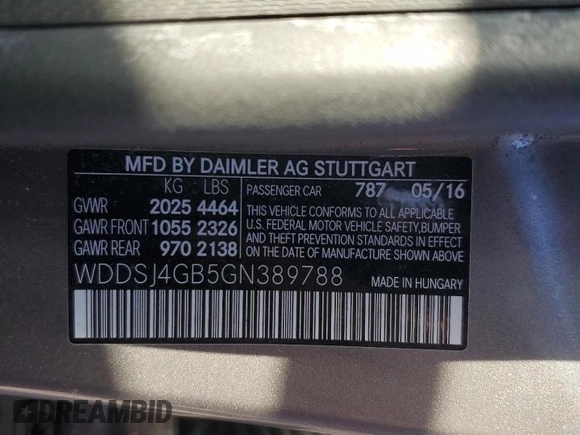 MFD BY DAIMLER AG STUTTGART
KG LBS PASSENGER CAR 787 05/16
GVWR 2025 4464 THIS VEHICLE CONFORMS TO ALL APPLICABLE
GAWR FRONT 1055 2326 U.S. FEDERAL MOTOR VEHICLE SAFETY,BUMPER
GAWR REAR 970 2138 AND THEFT PREVENTION STANDARDS IN EFFECT
ON THE DATE OF MANUFACTURE SHOWN ABOVE
WDDSJ4GB5GN389788 MADE IN HUNGARY
DREAMBID